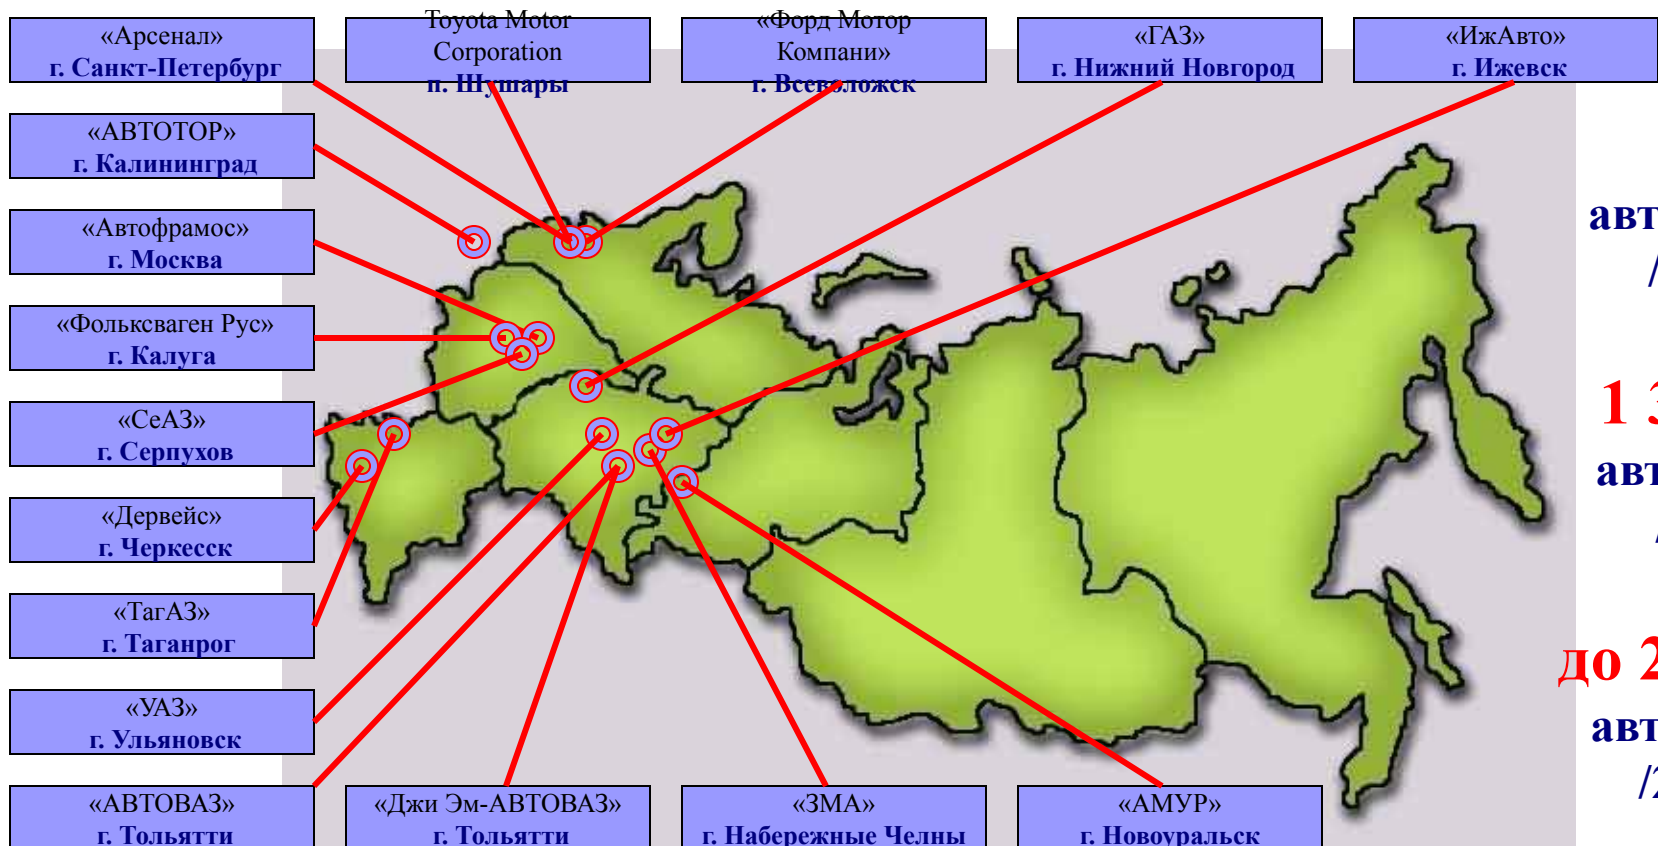 «Арсенал»
г. Санкт-Петербург
Toyota Motor
Corporation
п. Шушары
«Форд Мотор
Компани»
г. Всеволожск
«ГАЗ»
г. Нижний Новгород
«ИжАвто»
г. Ижевск
«АВТОТОР»
г. Калининград
«Автофрамос»
г. Москва
«Фольксваген Рус»
г. Калуга
«СеАЗ»
г. Серпухов
«Дервейс»
г. Черкесск
«ТагАЗ»
г. Таганрог
«УАЗ»
г. Ульяновск
«АВТОВАЗ»
г. Тольятти
«Джи Эм-АВТОВАЗ»
г. Тольятти
«ЗМА»
г. Набережные Челны
«АМУР»
г. Новоуральск
авт
/
1 3
авт
/
до 2
авт
/2